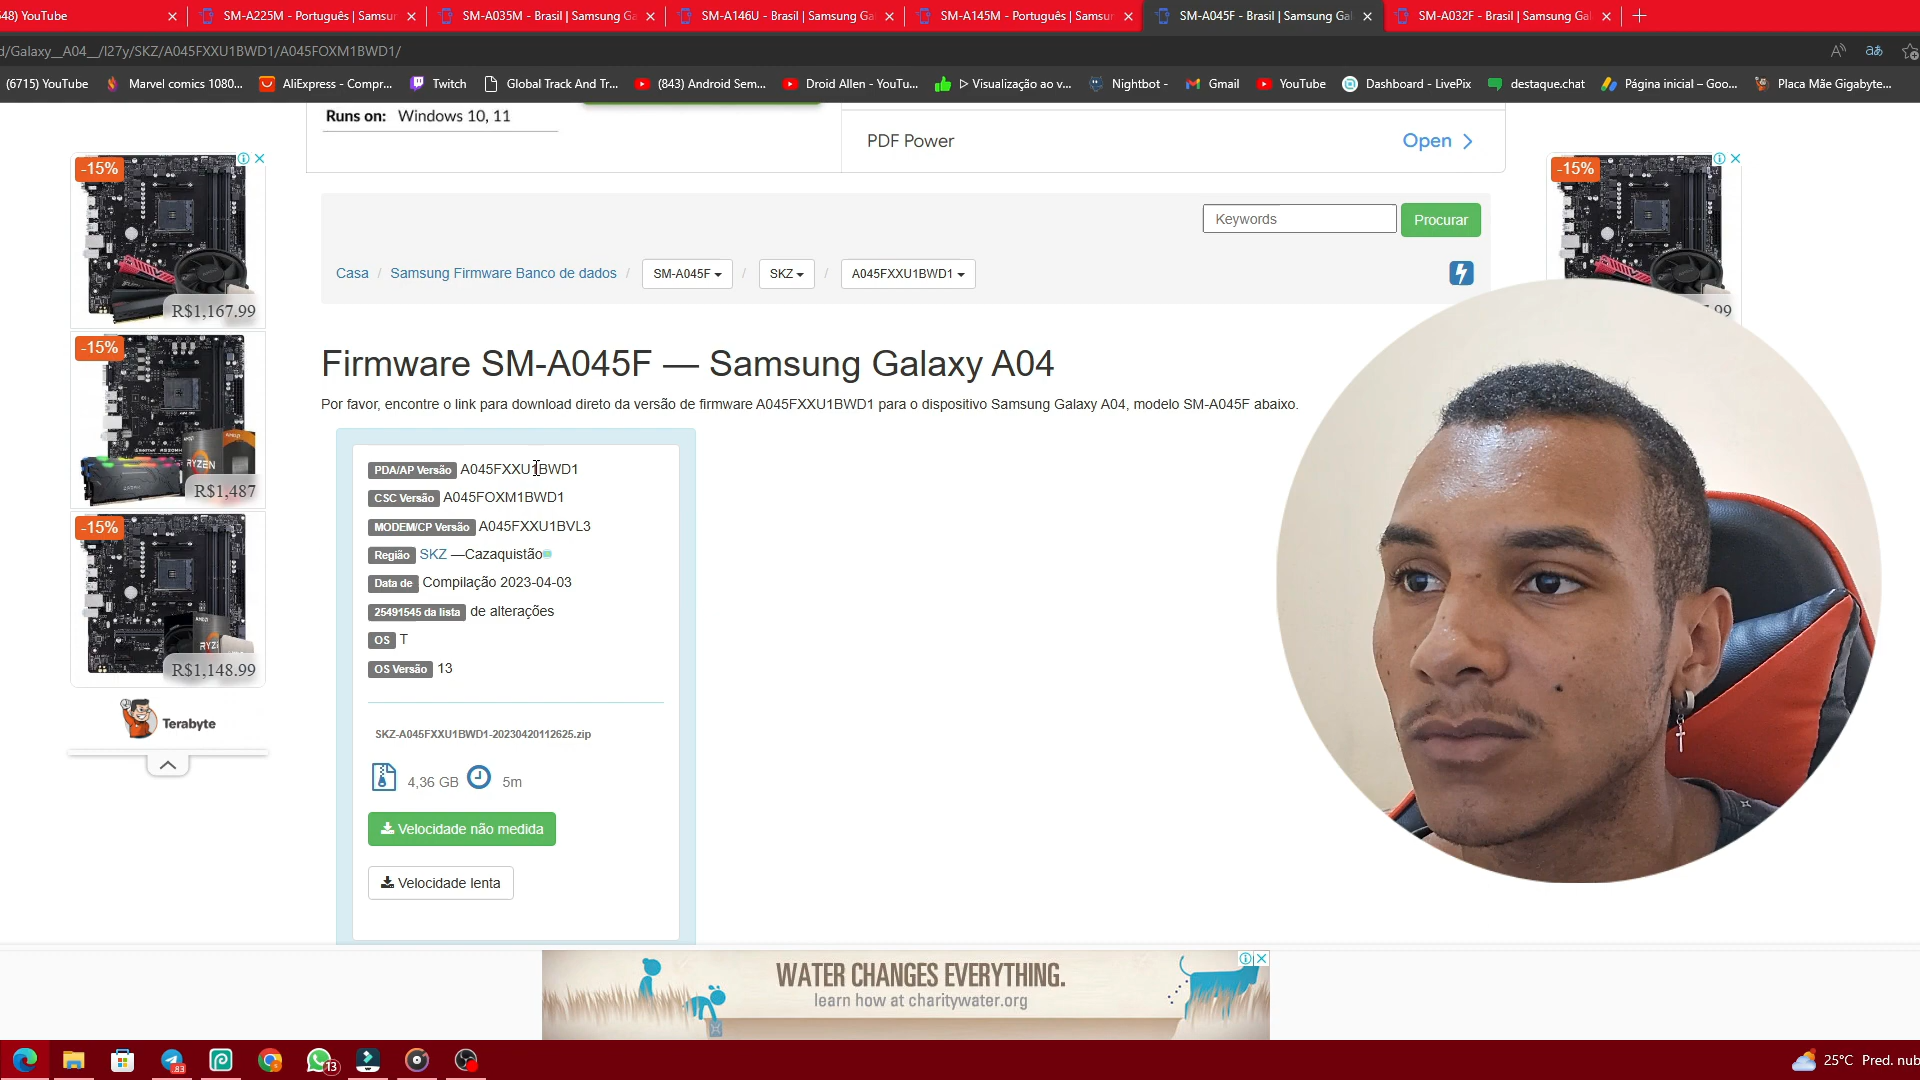 48) YouTube
SM-A225M - Português | Samsun
SM-A035M - Brasil | Samsung Ga
SM-A146U - Brasil | Samsung Ga
SM-A145M - Português | Samsun
SM-A045F - Brasil | Samsung Gal
SM-A032F - Brasil | Samsung Gal
d/Galaxy__A04__/l27y/SKZ/A045FXXU1BWD1/A045FOXM1BWD1/
(6715) YouTube
Marvel comics 1080...
AliExpress - Compr...
Twitch
Global Track And Tr...
(843) Android Sem...
Droid Allen - YouTu...
Visualização ao v...
Nightbot -
Gmail
YouTube
Dashboard - LivePix
destaque.chat
Página inicial – Goo...
Placa Mãe Gigabyte...
Runs on: Windows 10, 11
PDF Power
Open
Keywords
Procurar
Casa / Samsung Firmware Banco de dados / SM-A045F / SKZ / A045FXXU1BWD1
Firmware SM-A045F — Samsung Galaxy A04
Por favor, encontre o link para download direto da versão de firmware A045FXXU1BWD1 para o dispositivo Samsung Galaxy A04, modelo SM-A045F abaixo.
PDA/AP Versão A045FXXU1BWD1
CSC Versão A045FOXM1BWD1
MODEM/CP Versão A045FXXU1BVL3
Região SKZ —Cazaquistão
Data de Compilação 2023-04-03
25491545 da lista de alterações
OS T
OS Versão 13
SKZ-A045FXXU1BWD1-20230420112625.zip
4,36 GB 5m
Velocidade não medida
Velocidade lenta
-15%
R$1,167.99
-15%
RYZEN
R$1,487
-15%
RYZE
R$1,148.99
Terabyte
-15%
.99
WATER CHANGES EVERYTHING.
learn how at charitywater.org
83
13
25°C Pred. nub